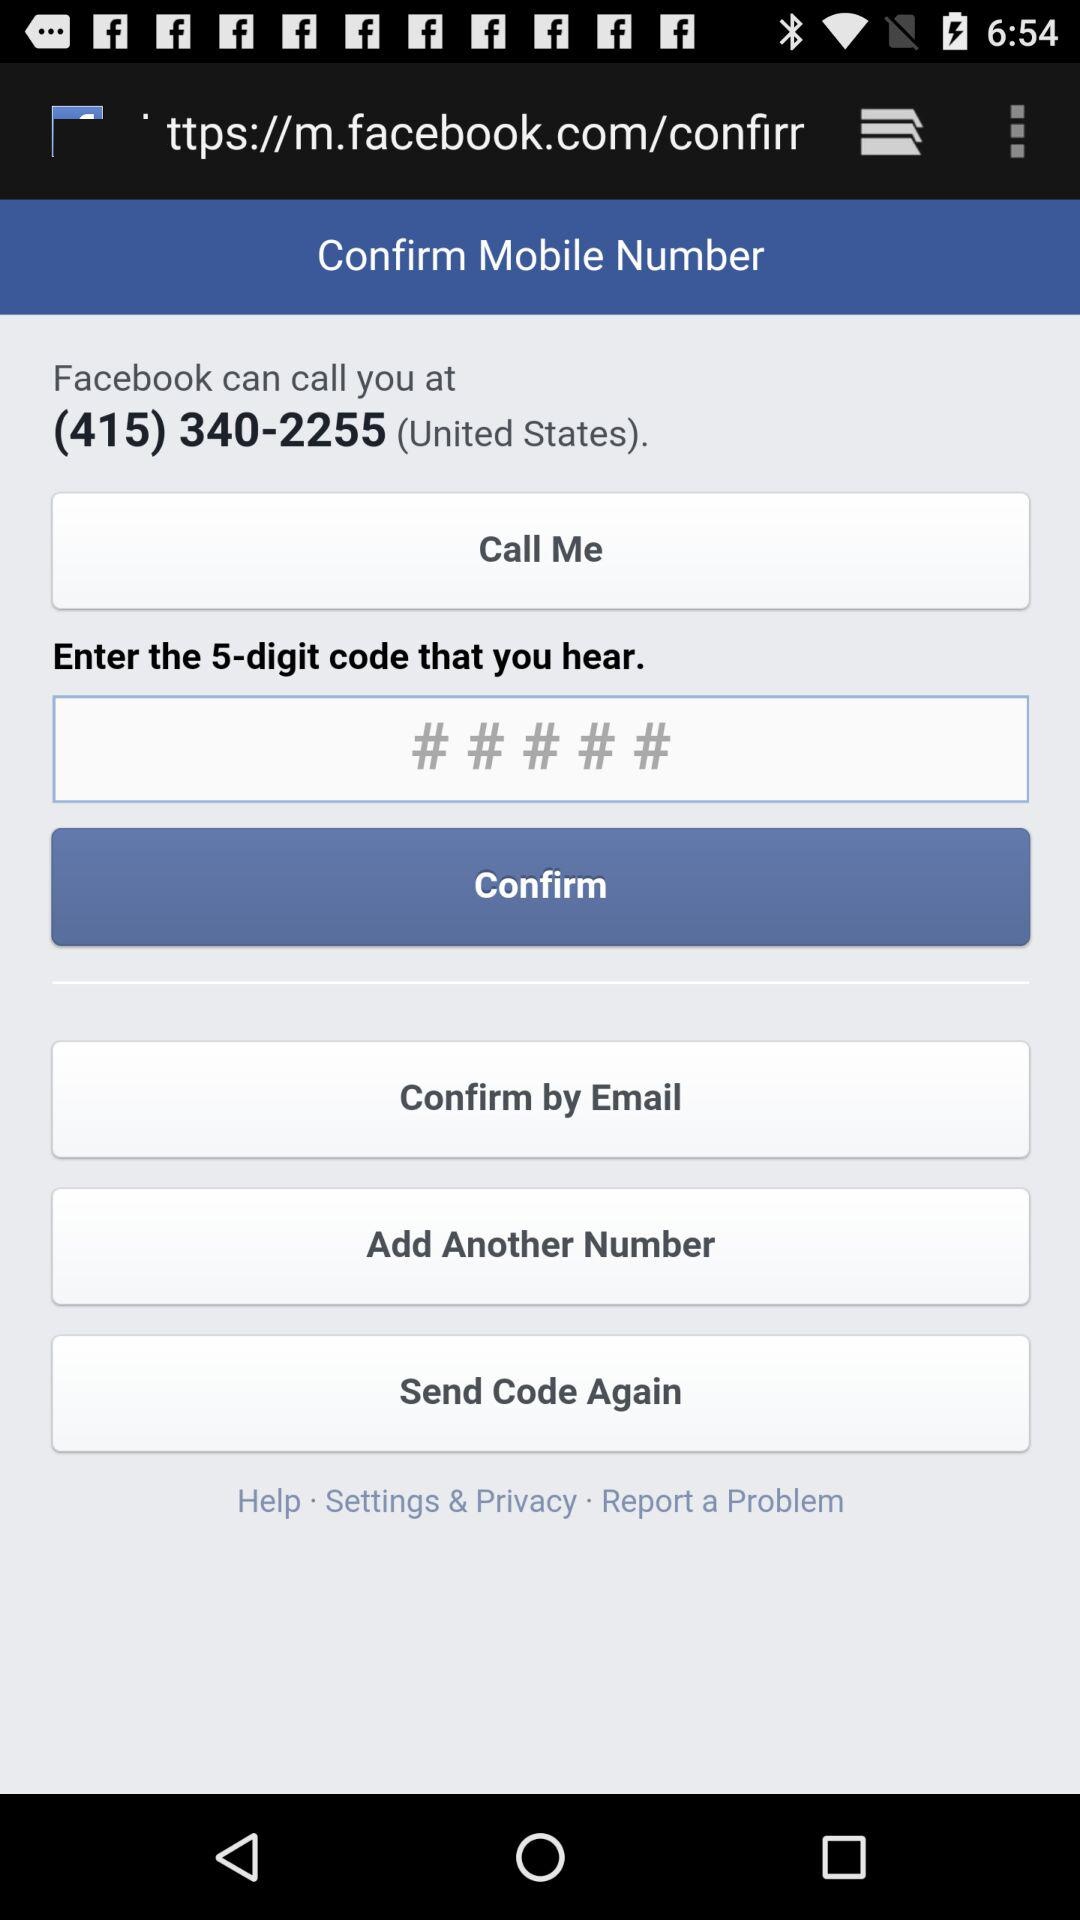 6:54
ttps://m.facebook.com/confirr
Confirm Mobile Number
Facebook can call you at
(415) 340-2255 (United States).
Call Me
Enter the 5-digit code that you hear.
# # # # #
Confirm
Confirm by Email
Add Another Number
Send Code Again
Help · Settings & Privacy · Report a Problem